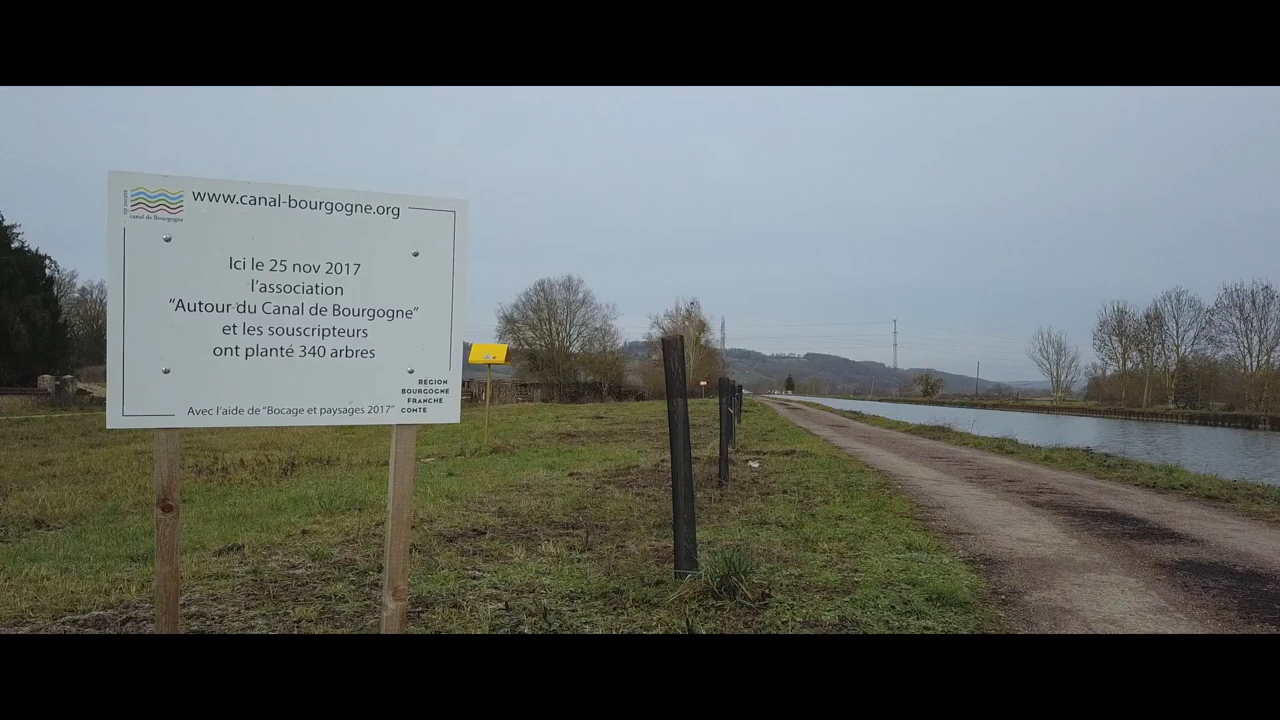 www.canal-bourgogne.org
canal de Bourgogne
Ici le 25 nov 2017
l'association
"Autour du Canal de Bourgogne"
et les souscripteurs
ont planté 340 arbres
REGION
BOURGOGNE
FRANCHE
COMTE
Avec l'aide de "Bocage et paysages 2017"